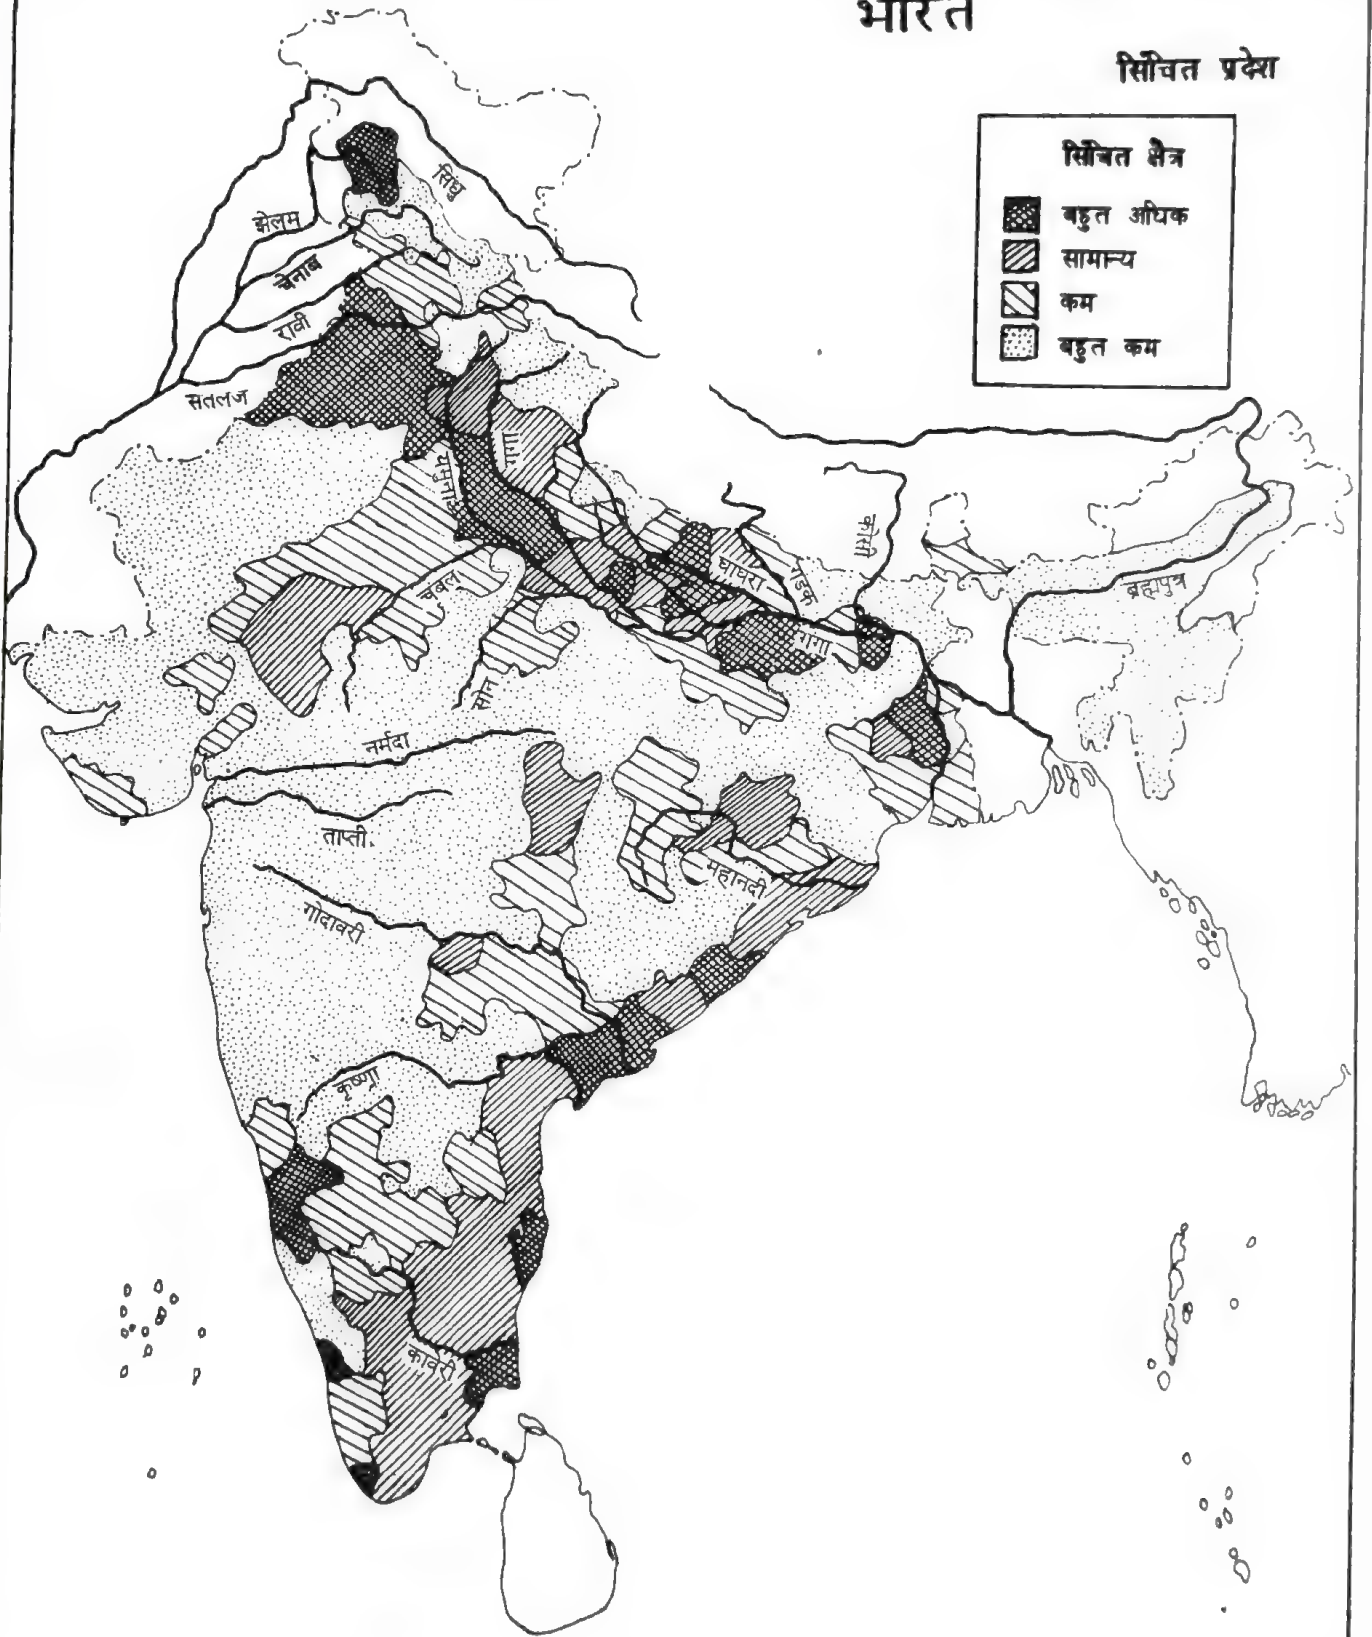 भारत
सिंचित प्रदेश
सिंचित क्षेत्र
बहुत अधिक
सामान्य
कम
बहुत कम
सिंधु
झेलम
चेनाब
रावी
सतलज
गंगा
कोसी
घाघरा
गंडक
ब्रह्मपुत्र
चंबल
गंगा
सोन
नर्मदा
ताप्ती
महानदी
गोदावरी
कृष्णा
कावेरी